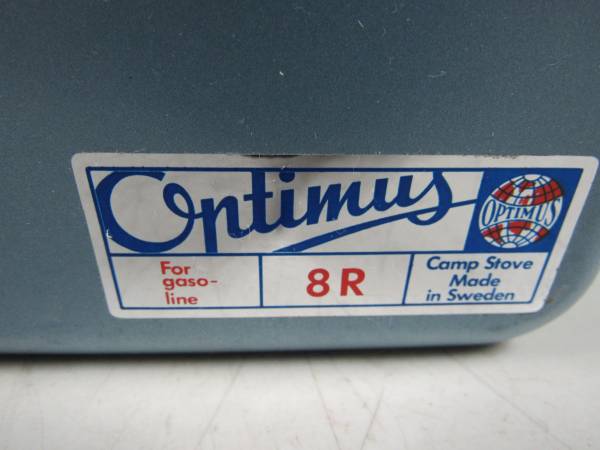 Optimus
OPTIMUS
For
gaso-
line
8R
Camp Stove
Made
in Sweden